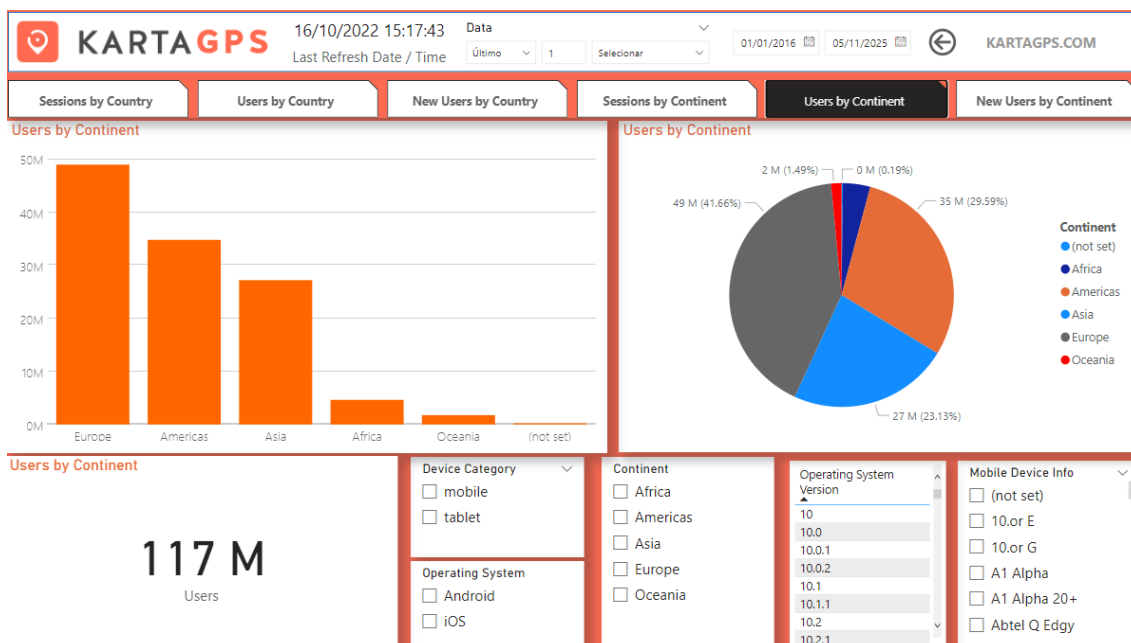 KARTAGPS
16/10/2022 15:17:43
Last Refresh Date / Time
Data
Último
1
Selecionar
01/01/2016
05/11/2025
KARTAGPS.COM
Sessions by Country
Users by Country
New Users by Country
Sessions by Continent
Users by Continent
New Users by Continent
Users by Continent
50M
40M
30M
20M
10M
0M
Europe
Americas
Asia
Africa
Oceania
(not set)
Users by Continent
2 M (1.49%)
0 M (0.19%)
49 M (41.66%)
35 M (29.59%)
27 M (23.13%)
Continent
(not set)
Africa
Americas
Asia
Europe
Oceania
Users by Continent
117 M
Users
Device Category
mobile
tablet
Operating System
Android
iOS
Continent
Africa
Americas
Asia
Europe
Oceania
Operating System
Version
10
10.0
10.0.1
10.0.2
10.1
10.1.1
10.2
10.2.1
Mobile Device Info
(not set)
10.or E
10.or G
A1 Alpha
A1 Alpha 20+
Abtel Q Edgy